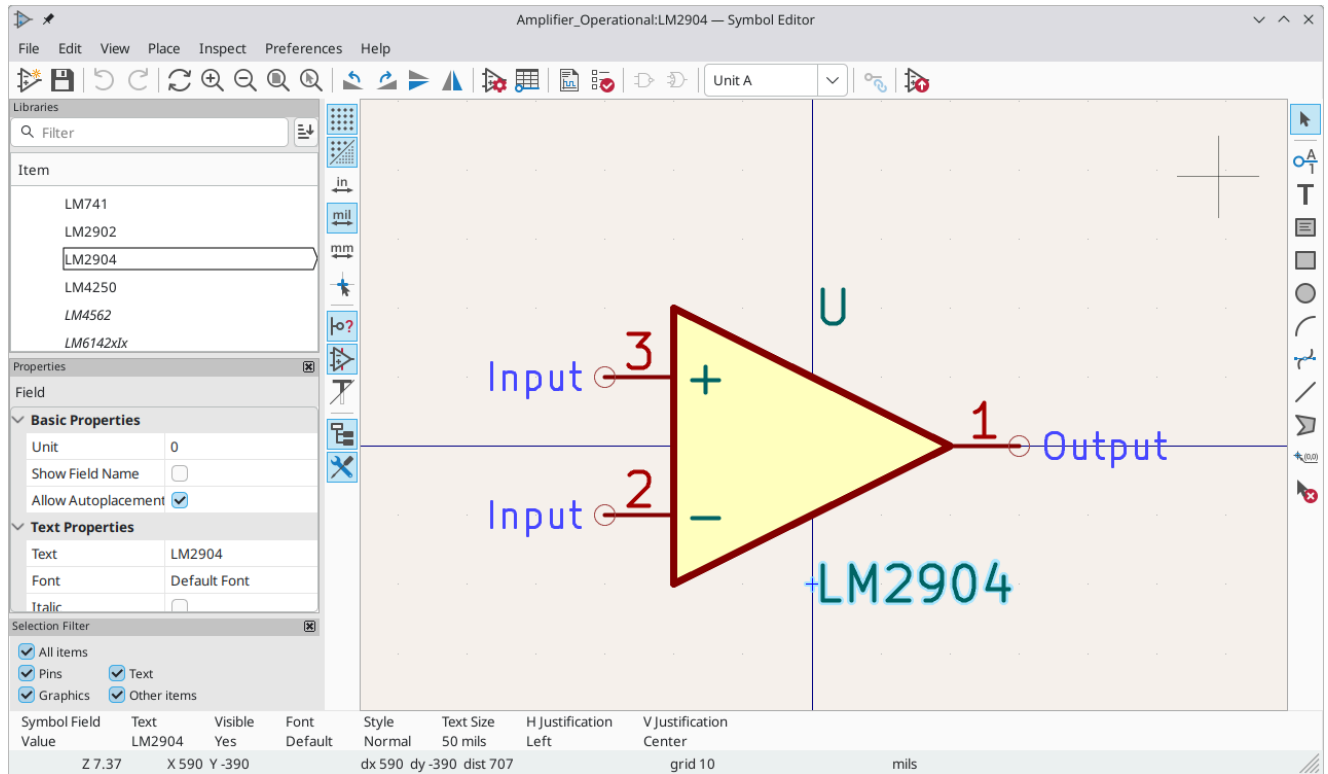 Amplifier_Operational:LM2904 — Symbol Editor
File Edit View Place Inspect Preferences Help
Unit A
Libraries
Filter
Item
LM741
LM2902
LM2904
LM4250
LM4562
LM6142xIx
in
mil
mm
Properties
Field
Basic Properties
Unit 0
Show Field Name
Allow Autoplacement
Text Properties
Text LM2904
Font Default Font
Italic
Selection Filter
All items
Pins Text
Graphics Other items
U
3
Input +
1
Output
2
Input −
LM2904
A
1
T
(0,0)
Symbol Field Text Visible Font Style Text Size H Justification V Justification
Value LM2904 Yes Default Normal 50 mils Left Center
Z 7.37 X 590 Y -390 dx 590 dy -390 dist 707 grid 10 mils